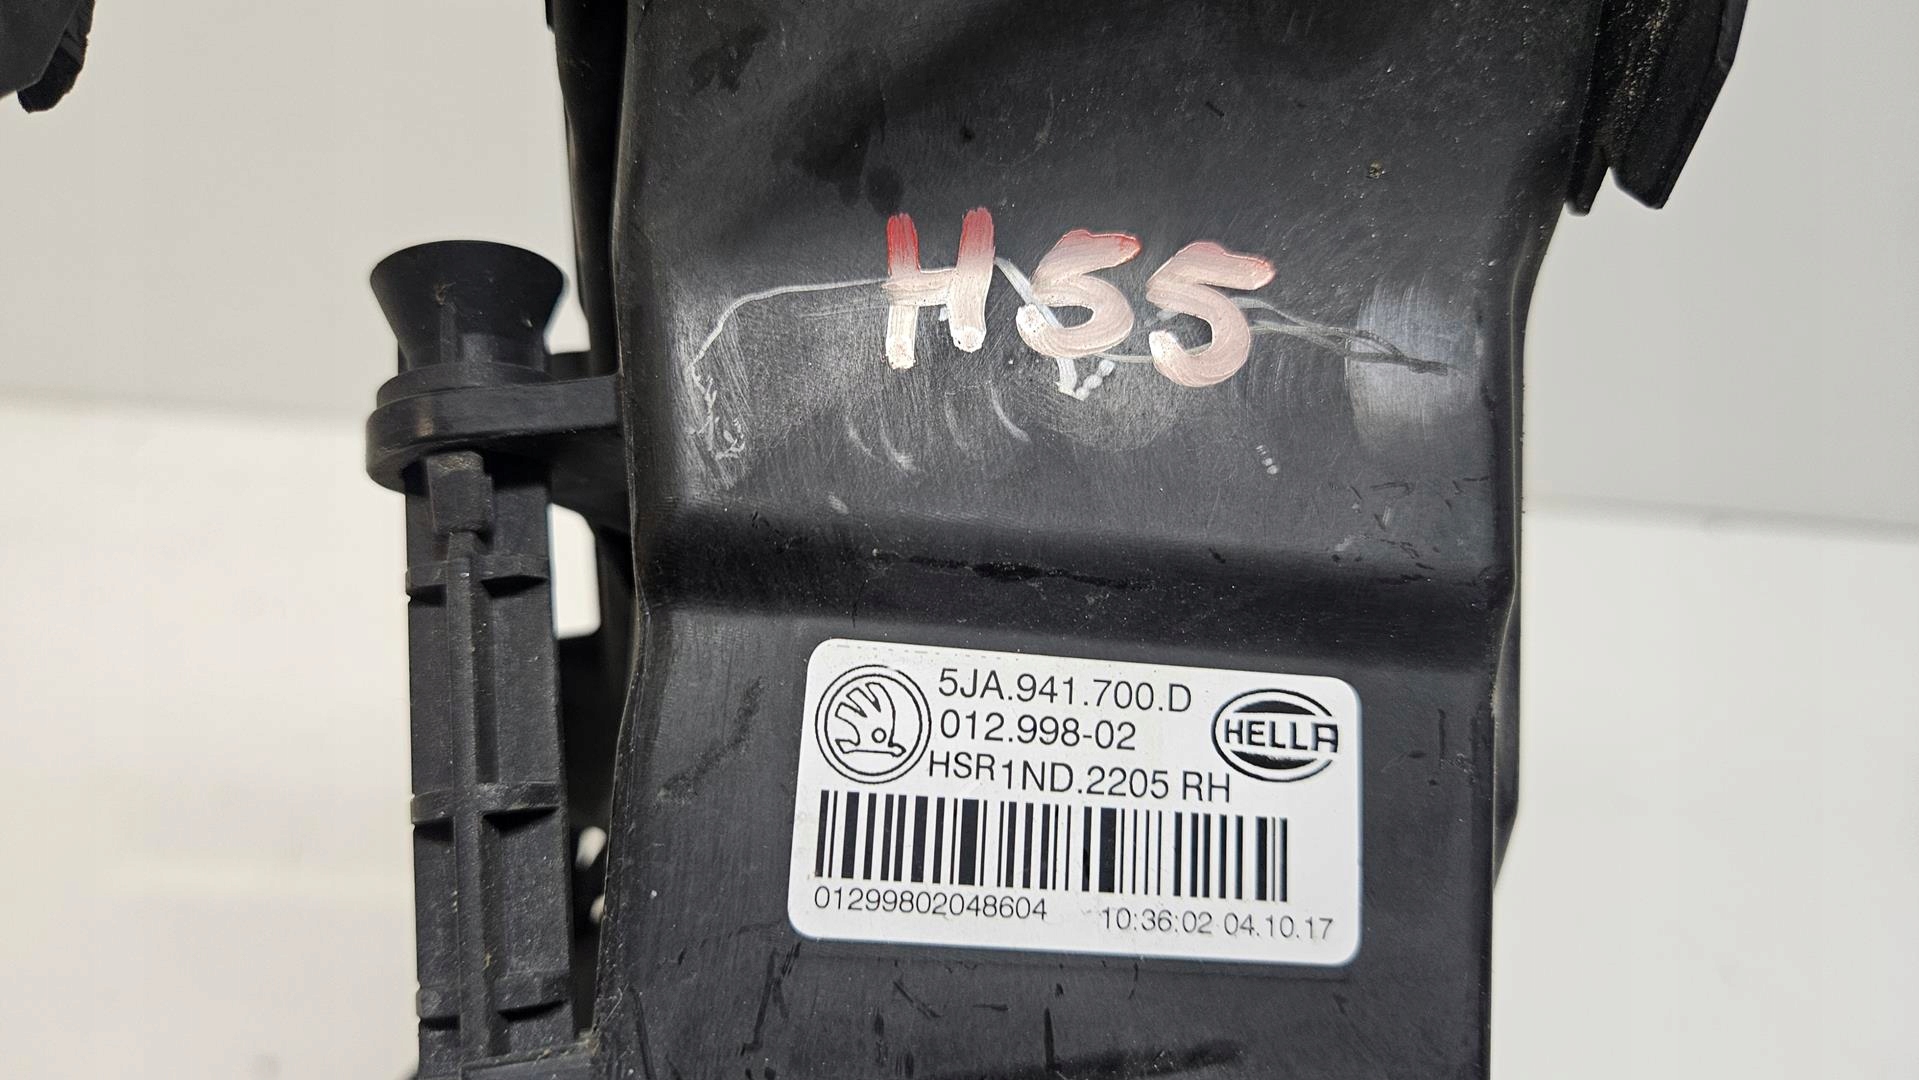 H55
5JA.941.700.D
012.998-02
HELLA
HSR1ND.2205 RH
01299802048604 10:36:02 04.10.17